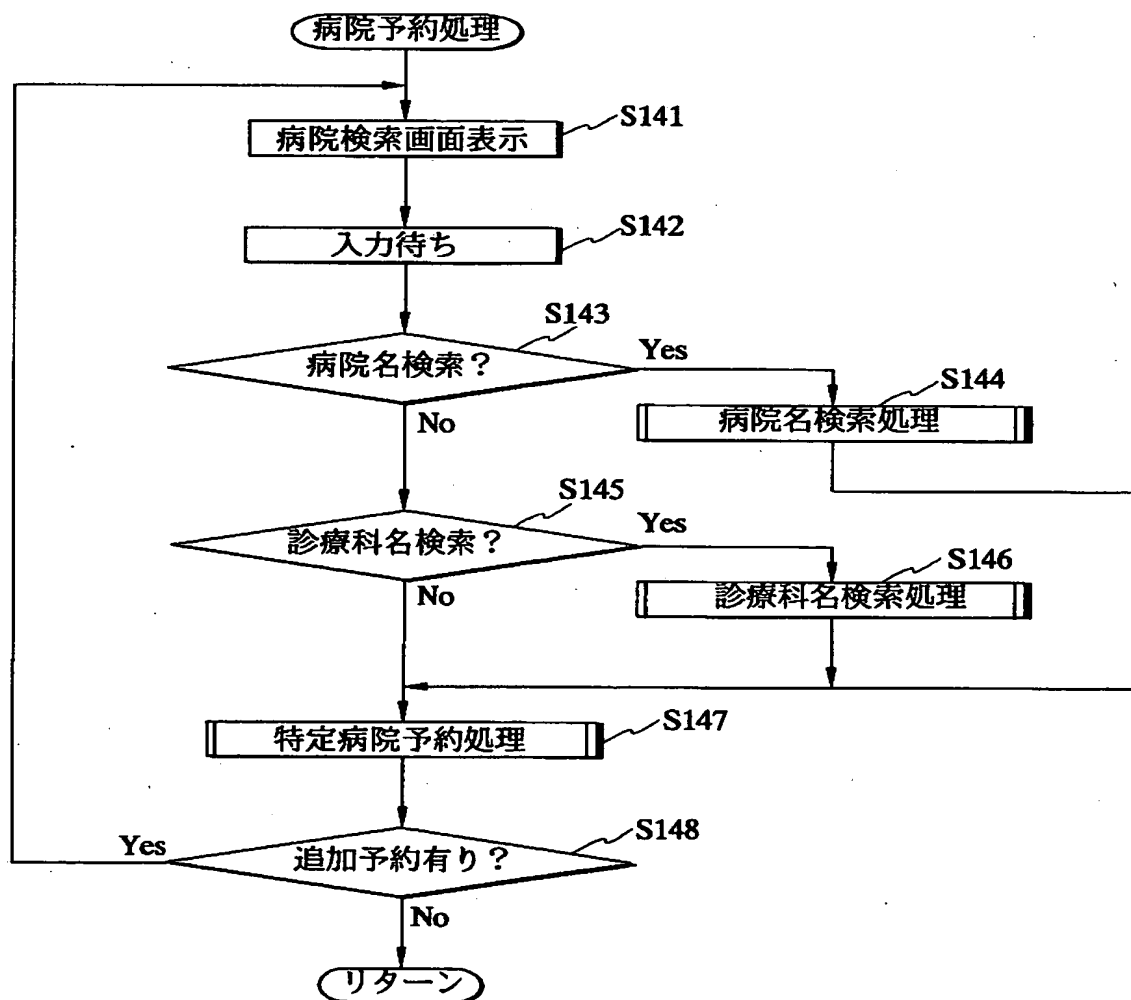 病院予約処理
S141
病院検索画面表示
S142
入力待ち
S143
病院名検索?
Yes
No
S144
病院名検索処理
S145
診療科名検索?
Yes
No
S146
診療科名検索処理
S147
特定病院予約処理
S148
追加予約有り?
Yes
No
リターン